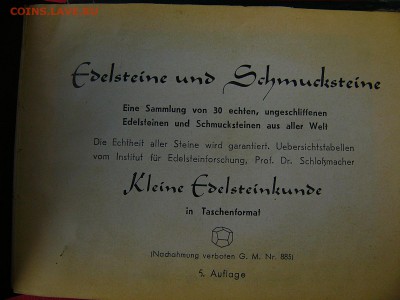 COINS.LAVE.RU
Edelsteine und Schmucksteine
Eine Sammlung von 30 echten, ungeschliffenen
Edelsteinen und Schmucksteinen aus aller Welt
Die Echtheit aller Steine wird garantiert. Uebersichtstabellen
vom Institut für Edelsteinforschung, Prof. Dr. Schloßmacher
Kleine Edelsteinkunde
in Taschenformat
(Nachahmung verboten G. M. Nr. 885)
5. Auflage